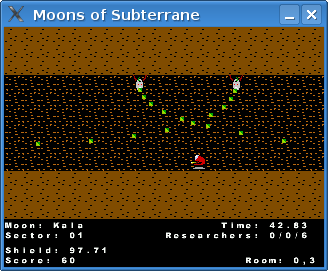 Moons of Subterrane
Moon: Kala Time: 42.83
Sector: 01 Researchers: 0/0/6
Shield: 97.71
Score: 60 Room: 0,3